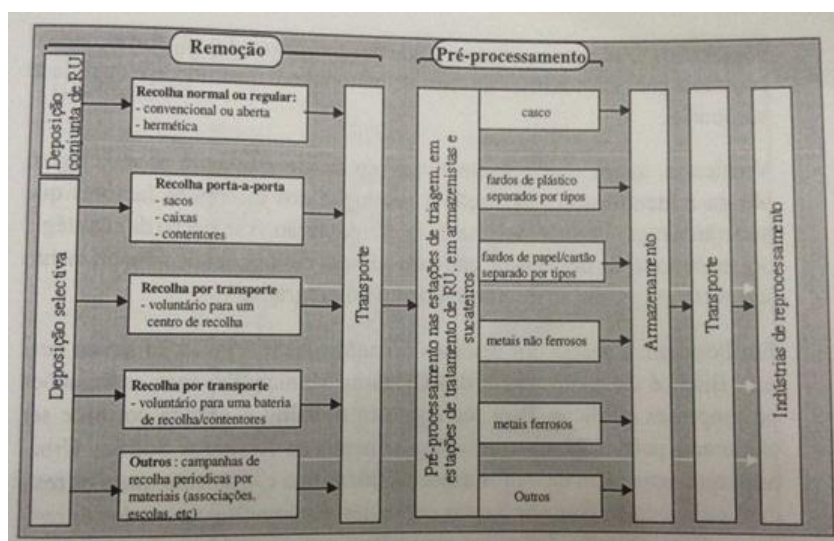 Remoção
Pré-processamento
Deposição
conjunta de RU
Deposição selectiva
Recolha normal ou regular:
- convencional ou aberta
- hermética
Recolha porta-a-porta
- sacos
- caixas
- contentores
Recolha por transporte
- voluntário para um
centro de recolha
Recolha por transporte
- voluntário para uma bateria
de recolha/contentores
Outros : campanhas de
recolha periodicas por
materiais (associações,
escolas, etc)
Transporte
Pré-processamento nas estações de triagem, em
estações de tratamento de RU, em armazenistas e
sucateiros
casco
fardos de plástico
separados por tipos
fardos de papel/cartão
separado por tipos
metais não ferrosos
metais ferrosos
Outros
Armazenamento
Transporte
Indústrias de reprocessamento